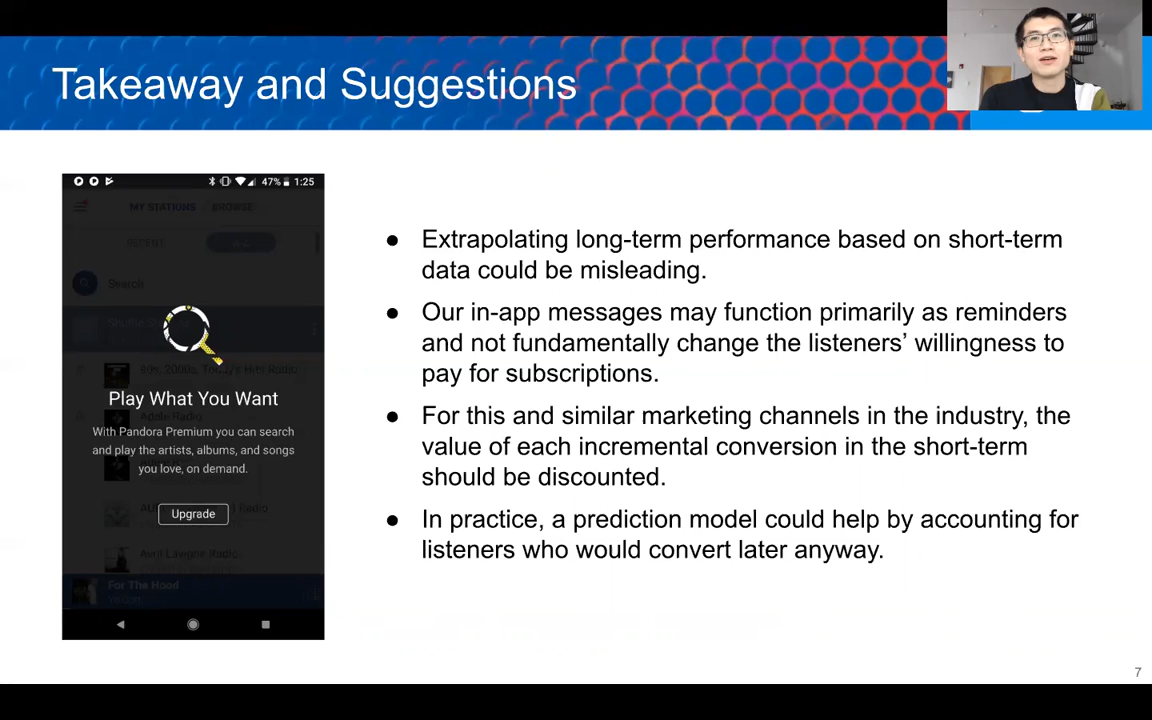 Takeaway and Suggestions
47% 1:25
MY STATIONS BROWSE
RECENT
Search
Play What You Want
With Pandora Premium you can search
and play the artists, albums, and songs
you love, on demand.
Upgrade
For The Hood
● Extrapolating long-term performance based on short-term
data could be misleading.
● Our in-app messages may function primarily as reminders
and not fundamentally change the listeners’ willingness to
pay for subscriptions.
● For this and similar marketing channels in the industry, the
value of each incremental conversion in the short-term
should be discounted.
● In practice, a prediction model could help by accounting for
listeners who would convert later anyway.
7